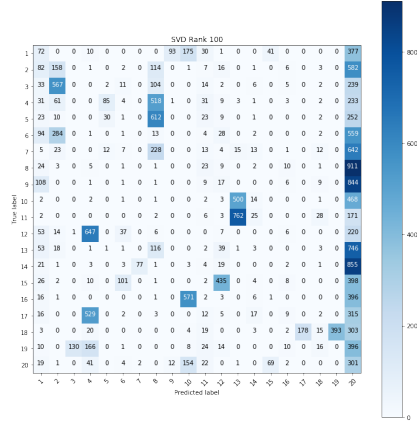 SVD Rank 100
1 72 0 0 10 0 0 0 0 93 175 30 1 0 0 41 0 0 0 0 377
2 82 158 0 1 0 2 0 114 0 1 7 16 0 1 0 6 0 3 0 582
3 33 567 0 0 2 11 0 104 0 0 14 2 0 6 0 5 0 2 0 239
4 31 61 0 0 85 4 0 518 1 0 31 9 3 1 0 3 3 2 0 233
5 23 10 0 0 30 1 0 612 0 0 23 9 0 1 0 0 2 0 0 252
6 94 284 0 1 0 1 0 13 0 0 4 28 0 2 0 6 0 2 0 559
7 5 23 0 0 12 7 0 228 0 0 13 4 15 13 0 1 0 12 0 642
8 24 3 0 5 0 1 0 1 0 0 23 9 0 2 0 10 0 1 0 911
9 108 0 0 1 0 1 0 1 0 0 9 17 0 0 0 6 0 9 0 844
10 2 0 0 2 0 1 0 2 0 0 1 3 500 14 0 0 0 1 0 468
11 2 0 0 0 0 1 0 2 0 0 6 3 762 25 0 0 0 28 0 171
12 53 14 1 647 0 37 0 6 0 0 0 7 0 0 0 6 0 0 0 220
13 53 18 0 1 1 1 0 116 0 0 2 39 1 3 0 0 0 3 0 746
14 21 1 0 3 0 3 77 1 0 3 4 19 0 0 0 2 0 1 0 855
15 26 2 0 10 0 101 0 1 0 0 2 435 0 4 0 15 0 8 0 398
16 16 1 0 0 0 0 0 0 0 571 2 3 0 6 1 4 0 0 0 396
17 16 4 0 529 0 2 0 3 0 0 12 5 0 17 0 9 0 2 0 315
18 3 0 0 20 0 0 0 0 0 4 19 0 0 3 0 2 178 15 393 303
19 10 0 130 166 0 1 0 0 0 8 24 14 0 0 0 10 0 16 0 396
20 19 1 0 41 0 4 2 0 12 154 22 0 1 0 69 2 0 0 0 301
1 2 3 4 5 6 7 8 9 10 11 12 13 14 15 16 17 18 19 20
True label
Predicted label
800
600
400
200
0